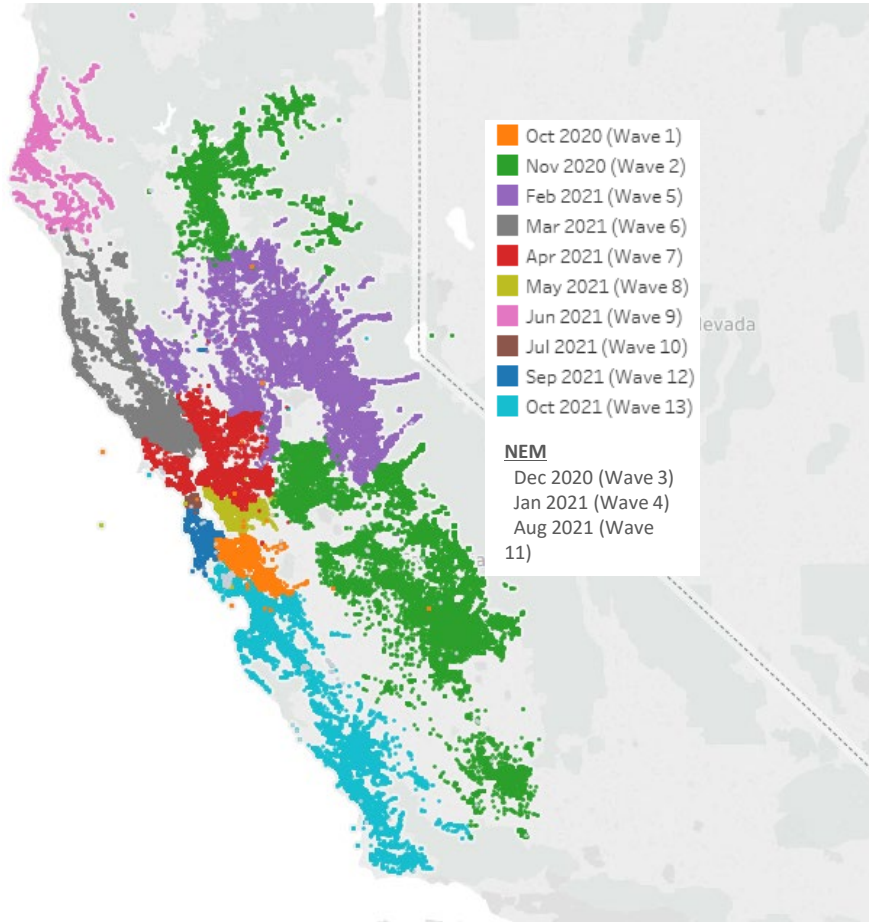 Oct 2020 (Wave 1)
Nov 2020 (Wave 2)
Feb 2021 (Wave 5)
Mar 2021 (Wave 6)
Apr 2021 (Wave 7)
May 2021 (Wave 8)
Jun 2021 (Wave 9)
Jul 2021 (Wave 10)
Sep 2021 (Wave 12)
Oct 2021 (Wave 13)
levada
NEM
Dec 2020 (Wave 3)
Jan 2021 (Wave 4)
Aug 2021 (Wave
11)